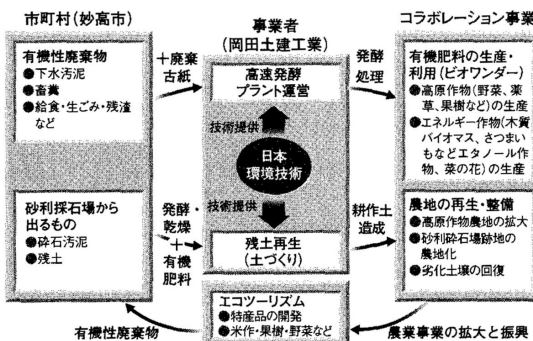 市町村(妙高市)
有機性廃棄物
●下水汚泥
●畜糞
●給食・生ごみ・残渣
など
砂利採石場から
出るもの
●砕石汚泥
●残土
+廃棄
古紙
発酵・
乾燥
+
有機
肥料
事業者
(岡田土建工業)
高速発酵
プラント運営
技術提供
日本
環境技術
技術提供
残土再生
(土づくり)
発酵
処理
耕作土
造成
コラボレーション事業
有機肥料の生産・
利用(ビオワンダー)
●高原作物(野菜、薬
草、果樹など)の生産
●エネルギー作物(木質
バイオマス、さつまい
もなどエタノール作
物、菜の花)の生産
農地の再生・整備
●高原作物農地の拡大
●砂利砕石場跡地の
農地化
●劣化土壌の回復
エコツーリズム
●特産品の開発
●米作・果樹・野菜など
有機性廃棄物
農業事業の拡大と振興